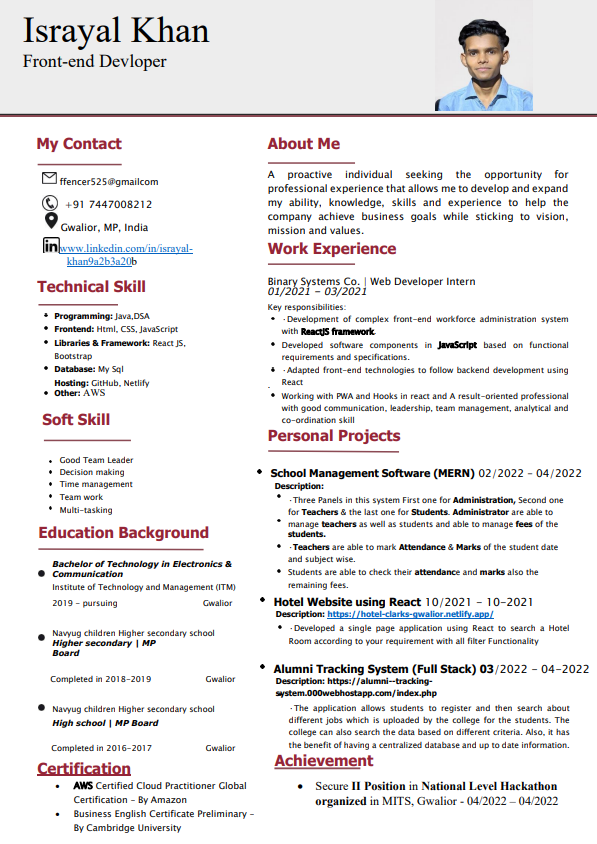 Israyal Khan
Front-end Devloper
My Contact
ffencer525@gmailcom
+91 7447008212
Gwalior, MP, India
www.linkedin.com/in/israyal-
khan9a2b3a20b
Technical Skill
Programming: Java,DSA
Frontend: Html, CSS, JavaScript
Libraries & Framework: React JS,
Bootstrap
Database: My Sql
Hosting: GitHub, Netlify
Other: AWS
Soft Skill
Good Team Leader
Decision making
Time management
Team work
Multi-tasking
Education Background
Bachelor of Technology in Electronics &
Communication
Institute of Technology and Management (ITM)
2019 - pursuing Gwalior
Navyug children Higher secondary school
Higher secondary | MP
Board
Completed in 2018-2019 Gwalior
Navyug children Higher secondary school
High school | MP Board
Completed in 2016-2017 Gwalior
Certification
AWS Certified Cloud Practitioner Global
Certification – By Amazon
Business English Certificate Preliminary –
By Cambridge University
About Me
A proactive individual seeking the opportunity for
professional experience that allows me to develop and expand
my ability, knowledge, skills and experience to help the
company achieve business goals while sticking to vision,
mission and values.
Work Experience
Binary Systems Co. | Web Developer Intern
01/2021 – 03/2021
Key responsibilities:
· Development of complex front-end workforce administration system
with ReactJS framework.
Developed software components in JavaScript based on functional
requirements and specifications.
· Adapted front-end technologies to follow backend development using
React
Working with PWA and Hooks in react and A result-oriented professional
with good communication, leadership, team management, analytical and
co-ordination skill
Personal Projects
School Management Software (MERN) 02/2022 – 04/2022
Description:
· Three Panels in this system First one for Administration, Second one
for Teachers & the last one for Students. Administrator are able to
manage teachers as well as students and able to manage fees of the
students.
· Teachers are able to mark Attendance & Marks of the student date
and subject wise.
Students are able to check their attendance and marks also the
remaining fees.
Hotel Website using React 10/2021 – 10-2021
Description: https://hotel-clarks-gwalior.netlify.app/
· Developed a single page application using React to search a Hotel
Room according to your requirement with all filter Functionality
Alumni Tracking System (Full Stack) 03/2022 – 04-2022
Description: https://alumni--tracking-
system.000webhostapp.com/index.php
· The application allows students to register and then search about
different jobs which is uploaded by the college for the students. The
college can also search the data based on different criteria. Also, it has
the benefit of having a centralized database and up to date information.
Achievement
Secure II Position in National Level Hackathon
organized in MITS, Gwalior - 04/2022 – 04/2022